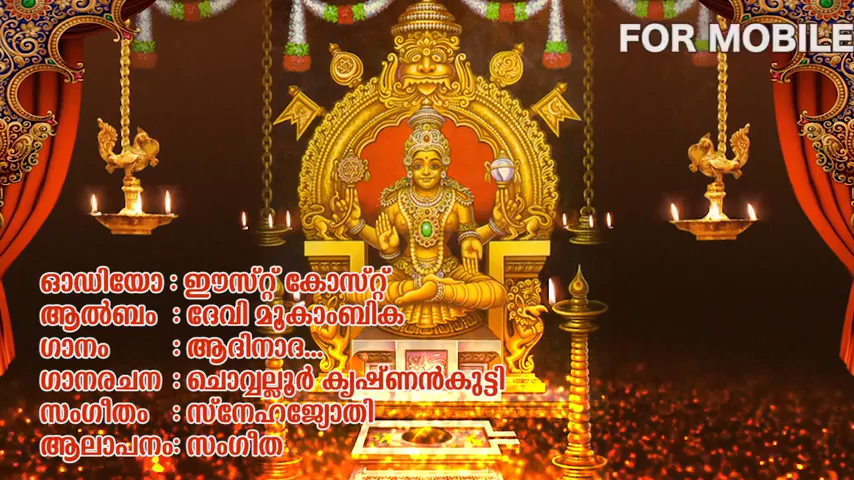 FOR MOBILE
ഓഡിയോ : ഈസ്റ്റ് കോസ്റ്റ്
ആൽബം : ദേവി മൂകാംബിക
ഗാനം : ആദിനാദ...
ഗാനരചന : ചൊവ്വല്ലൂർ കൃഷ്ണൻകുട്ടി
സംഗീതം : സ്നേഹജ്യോതി
ആലാപനം: സംഗീത